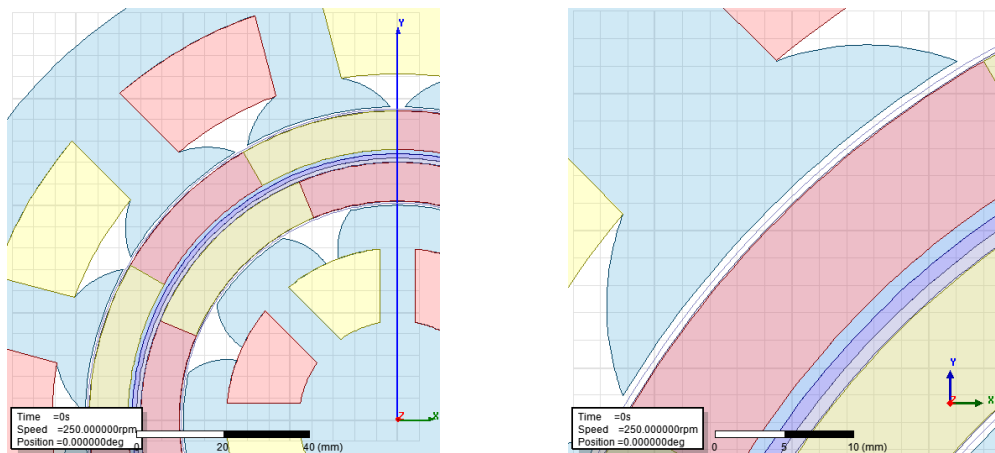 Y
Time =0s
Speed =250.000000rpm
Position =0.000000deg
Z
X
0
20
40 (mm)
Y
Time =0s
Speed =250.000000rpm
Position =0.000000deg
Z
X
0
5
10 (mm)